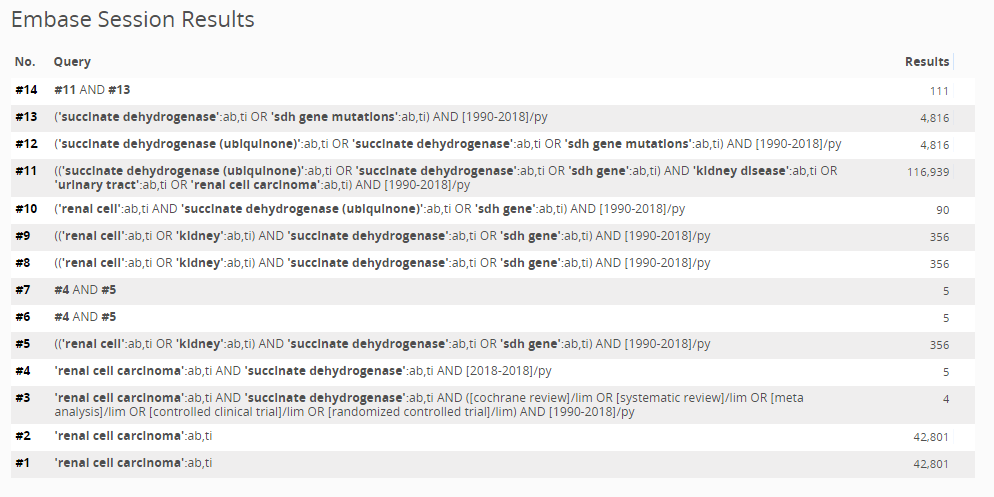 Embase Session Results
No. Query Results
#14 #11 AND #13 111
#13 ('succinate dehydrogenase':ab,ti OR 'sdh gene mutations':ab,ti) AND [1990-2018]/py 4,816
#12 ('succinate dehydrogenase (ubiquinone)':ab,ti OR 'succinate dehydrogenase':ab,ti OR 'sdh gene mutations':ab,ti) AND [1990-2018]/py 4,816
#11 (('succinate dehydrogenase (ubiquinone)':ab,ti OR 'succinate dehydrogenase':ab,ti OR 'sdh gene':ab,ti) AND 'kidney disease':ab,ti OR 116,939
'urinary tract':ab,ti OR 'renal cell carcinoma':ab,ti) AND [1990-2018]/py
#10 ('renal cell':ab,ti AND 'succinate dehydrogenase (ubiquinone)':ab,ti OR 'sdh gene':ab,ti) AND [1990-2018]/py 90
#9 (('renal cell':ab,ti OR 'kidney':ab,ti) AND 'succinate dehydrogenase':ab,ti OR 'sdh gene':ab,ti) AND [1990-2018]/py 356
#8 (('renal cell':ab,ti OR 'kidney':ab,ti) AND 'succinate dehydrogenase':ab,ti OR 'sdh gene':ab,ti) AND [1990-2018]/py 356
#7 #4 AND #5 5
#6 #4 AND #5 5
#5 (('renal cell':ab,ti OR 'kidney':ab,ti) AND 'succinate dehydrogenase':ab,ti OR 'sdh gene':ab,ti) AND [1990-2018]/py 356
#4 'renal cell carcinoma':ab,ti AND 'succinate dehydrogenase':ab,ti AND [2018-2018]/py 5
#3 'renal cell carcinoma':ab,ti AND 'succinate dehydrogenase':ab,ti AND ([cochrane review]/lim OR [systematic review]/lim OR [meta 4
analysis]/lim OR [controlled clinical trial]/lim OR [randomized controlled trial]/lim) AND [1990-2018]/py
#2 'renal cell carcinoma':ab,ti 42,801
#1 'renal cell carcinoma':ab,ti 42,801